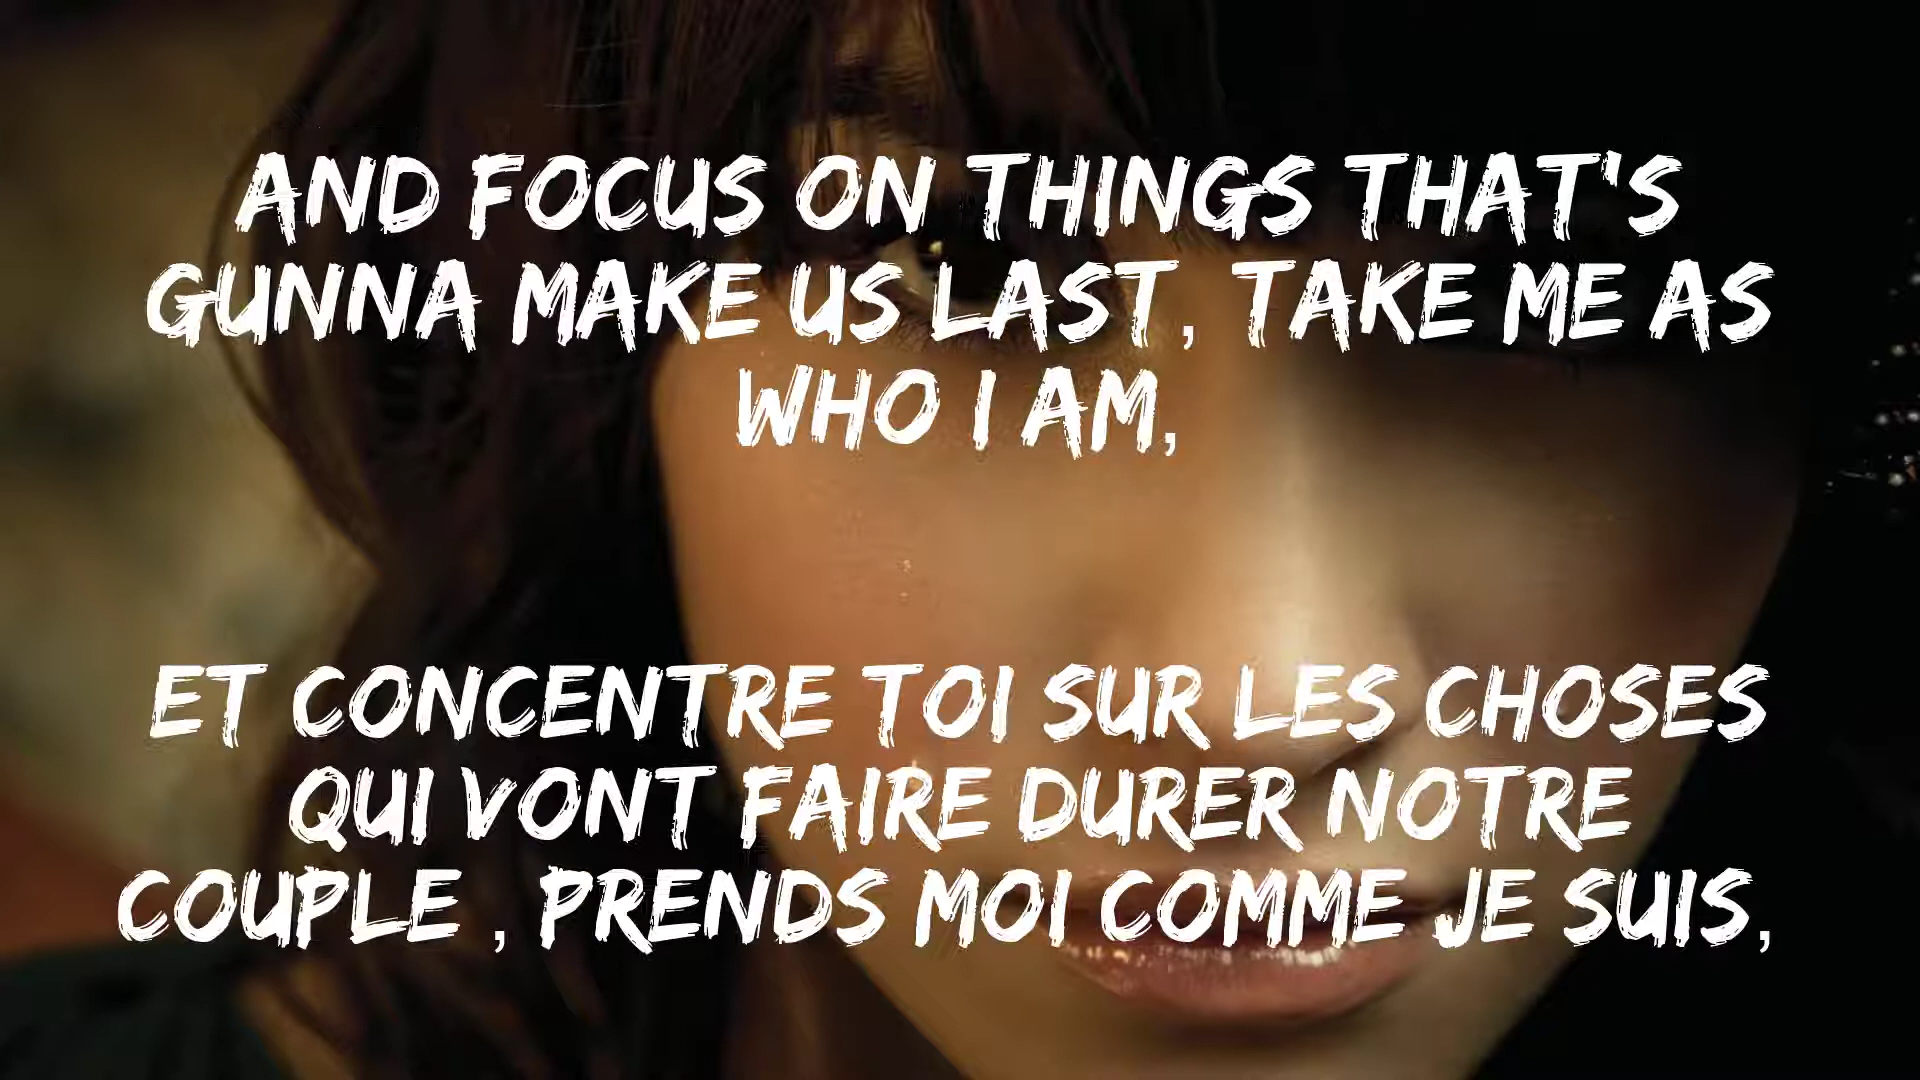 AND FOCUS ON THINGS THAT'S
GUNNA MAKE US LAST, TAKE ME AS
WHO I AM,
ET CONCENTRE TOI SUR LES CHOSES
QUI VONT FAIRE DURER NOTRE
COUPLE , PRENDS MOI COMME JE SUIS,